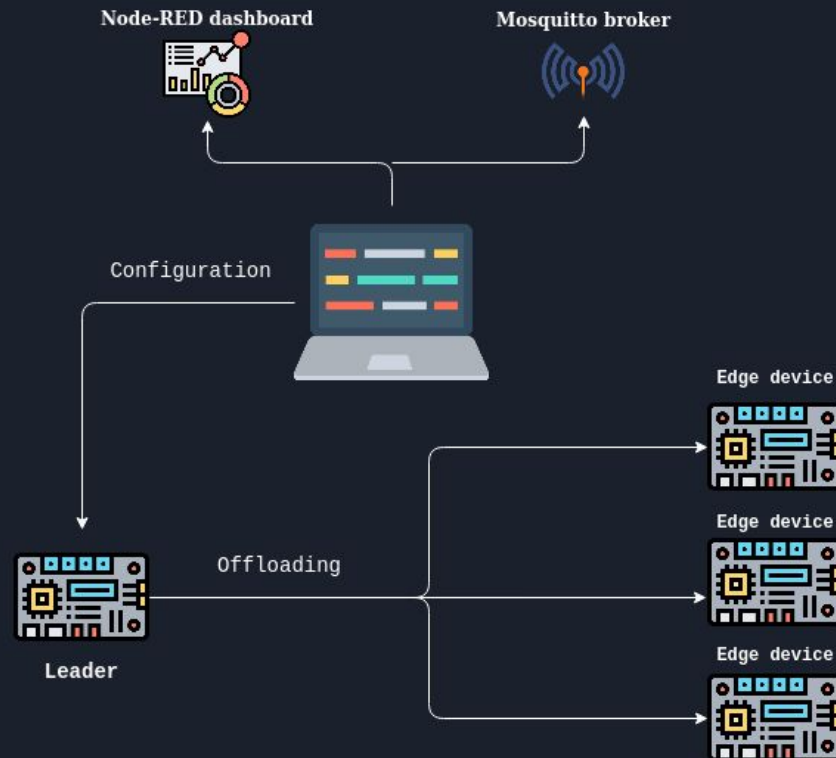 Node-RED dashboard
Mosquitto broker
Configuration
Edge device
Edge device
Offloading
Edge device
Leader